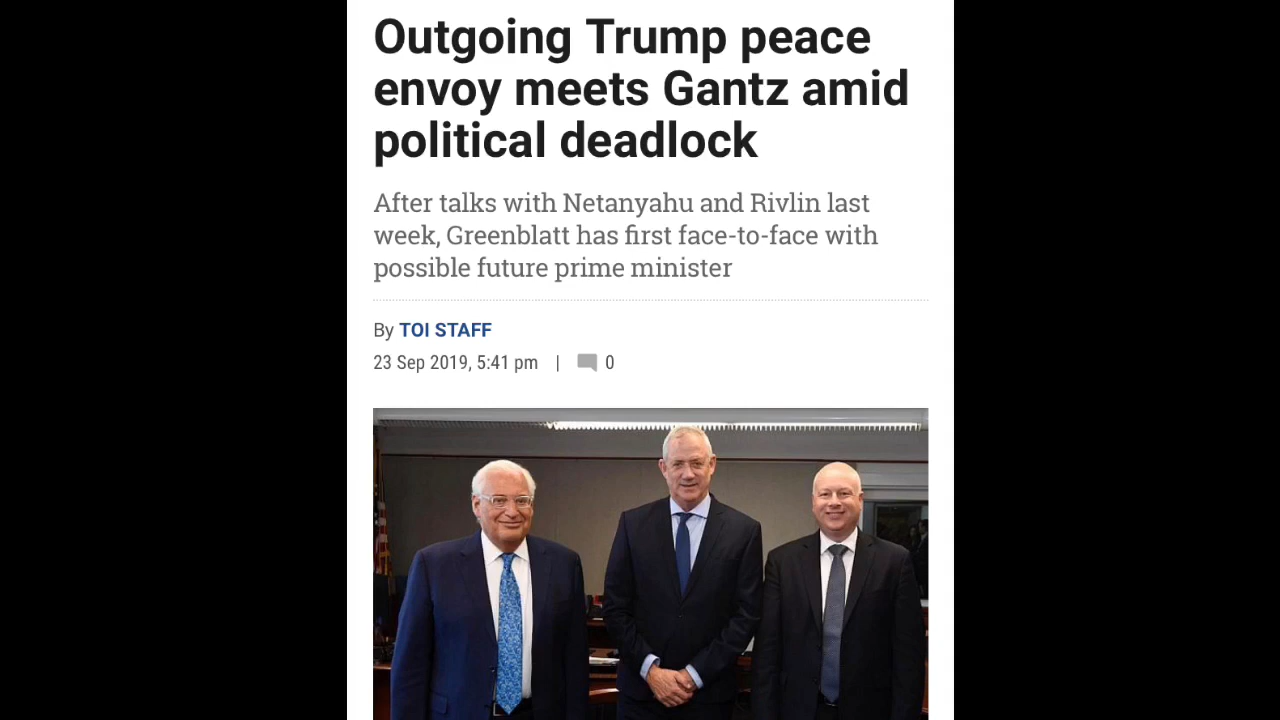 Outgoing Trump peace
envoy meets Gantz amid
political deadlock
After talks with Netanyahu and Rivlin last
week, Greenblatt has first face-to-face with
possible future prime minister
By TOI STAFF
23 Sep 2019, 5:41 pm | 0